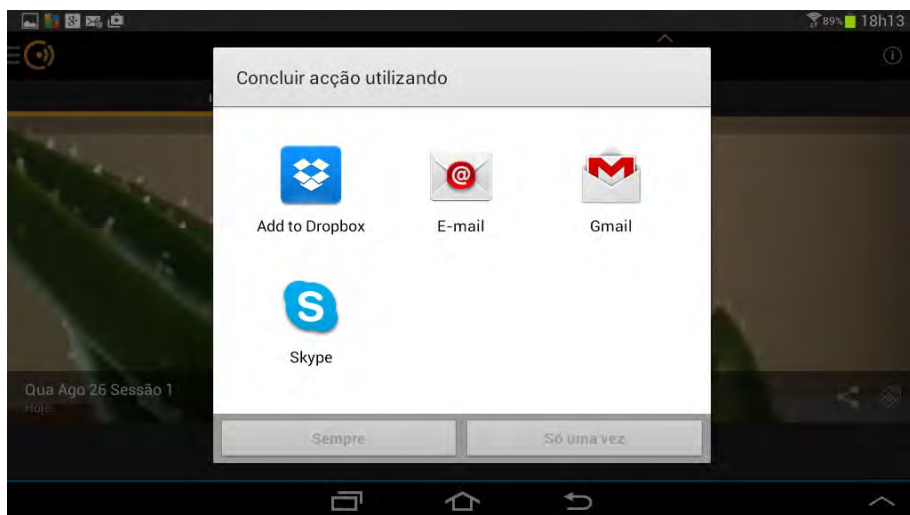 89% 18h13
Concluir acção utilizando
Add to Dropbox E-mail Gmail
Skype
Qua Ago 26 Sessão 1
Hoje
Sempre Só uma vez